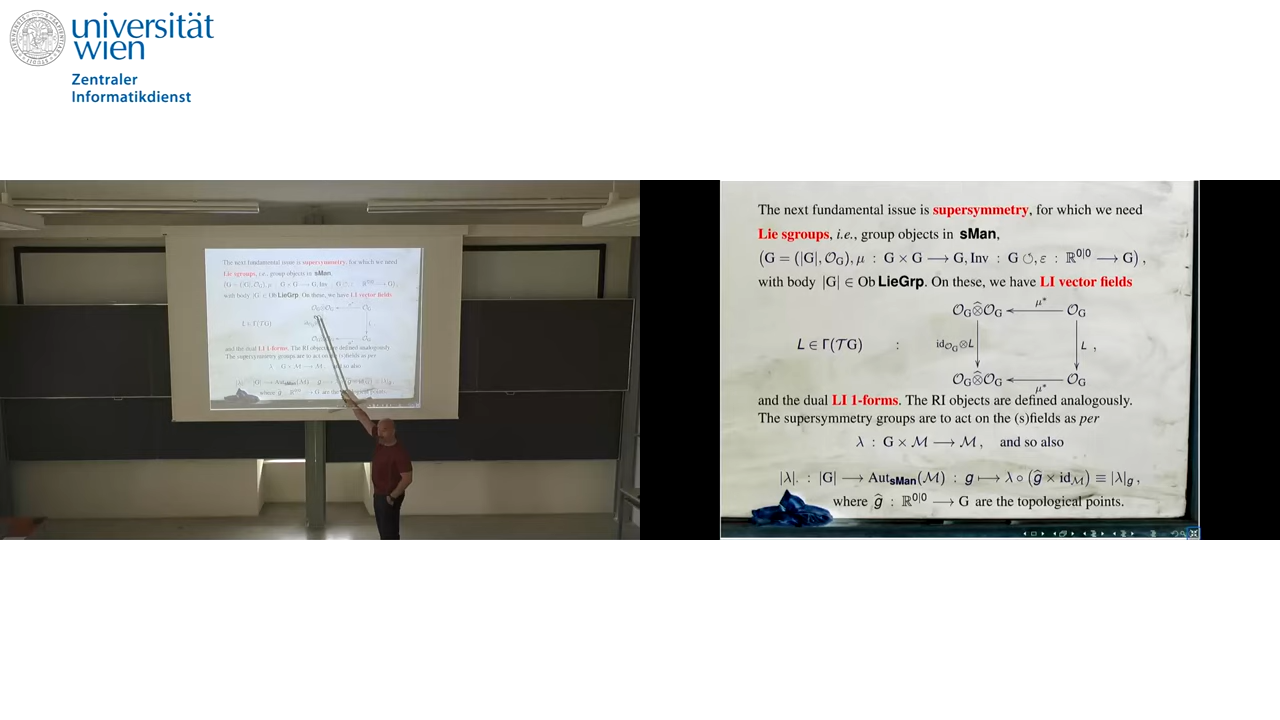 universität
wien
Zentraler
Informatikdienst
The next fundamental issue is supersymmetry, for which we need
Lie sgroups, i.e., group objects in sMan,
(G = (|G|, 𝒪_G), μ : G × G ⟶ G, Inv : G ↺, ε : ℝ^{0|0} ⟶ G) ,
with body |G| ∈ Ob LieGrp. On these, we have LI vector fields
𝒪_G ⊗̂ 𝒪_G ⟵ μ* 𝒪_G
L ∈ Γ(𝒯G) : id_{𝒪_G} ⊗ L L ,
𝒪_G ⊗̂ 𝒪_G ⟵ μ* 𝒪_G
and the dual LI 1-forms. The RI objects are defined analogously.
The supersymmetry groups are to act on the (s)fields as per
λ : G × ℳ ⟶ ℳ , and so also
|λ|. : |G| ⟶ Aut_{sMan}(ℳ) : g ⟼ λ ∘ (ĝ × id_ℳ) ≡ |λ|_g ,
where ĝ : ℝ^{0|0} ⟶ G are the topological points.